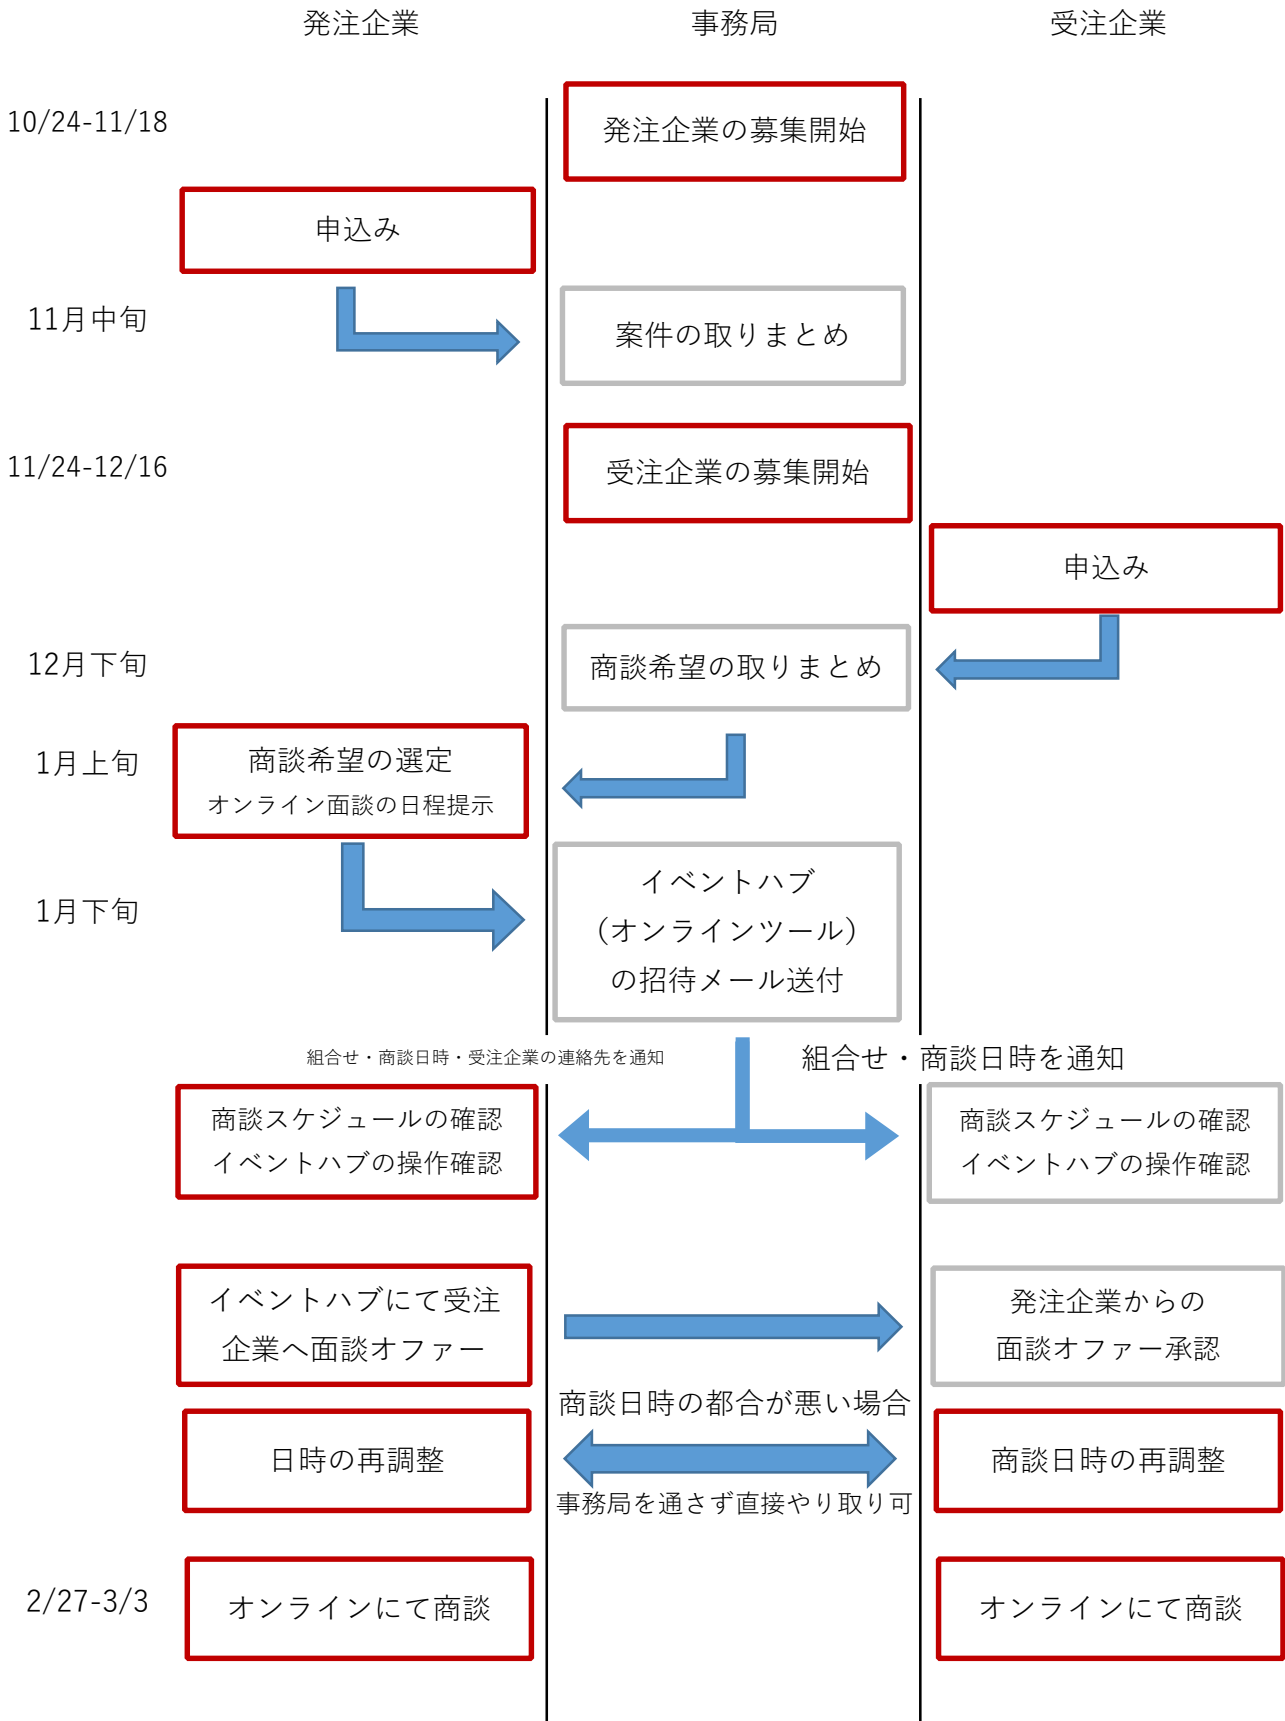 発注企業
事務局
受注企業
10/24-11/18
発注企業の募集開始
申込み
11月中旬
案件の取りまとめ
11/24-12/16
受注企業の募集開始
申込み
12月下旬
商談希望の取りまとめ
1月上旬
商談希望の選定
オンライン面談の日程提示
1月下旬
イベントハブ
（オンラインツール）
の招待メール送付
組合せ・商談日時・受注企業の連絡先を通知
組合せ・商談日時を通知
商談スケジュールの確認
イベントハブの操作確認
商談スケジュールの確認
イベントハブの操作確認
イベントハブにて受注
企業へ面談オファー
発注企業からの
面談オファー承認
商談日時の都合が悪い場合
日時の再調整
商談日時の再調整
事務局を通さず直接やり取り可
2/27-3/3
オンラインにて商談
オンラインにて商談